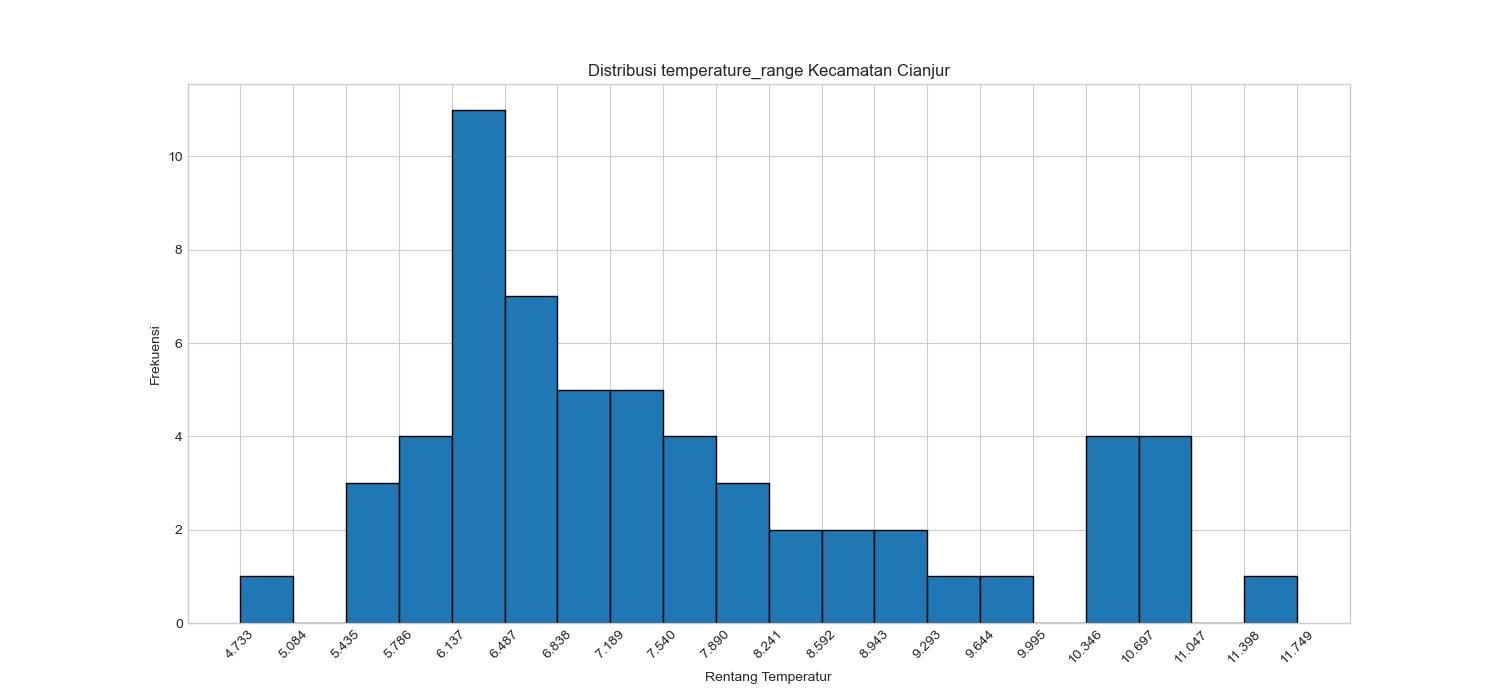 Distribusi temperature_range Kecamatan Cianjur
Frekuensi
10
8
6
4
2
0
4.733 5.084 5.435 5.786 6.137 6.487 6.838 7.189 7.540 7.890 8.241 8.592 8.943 9.293 9.644 9.995 10.346 10.697 11.047 11.398 11.749
Rentang Temperatur